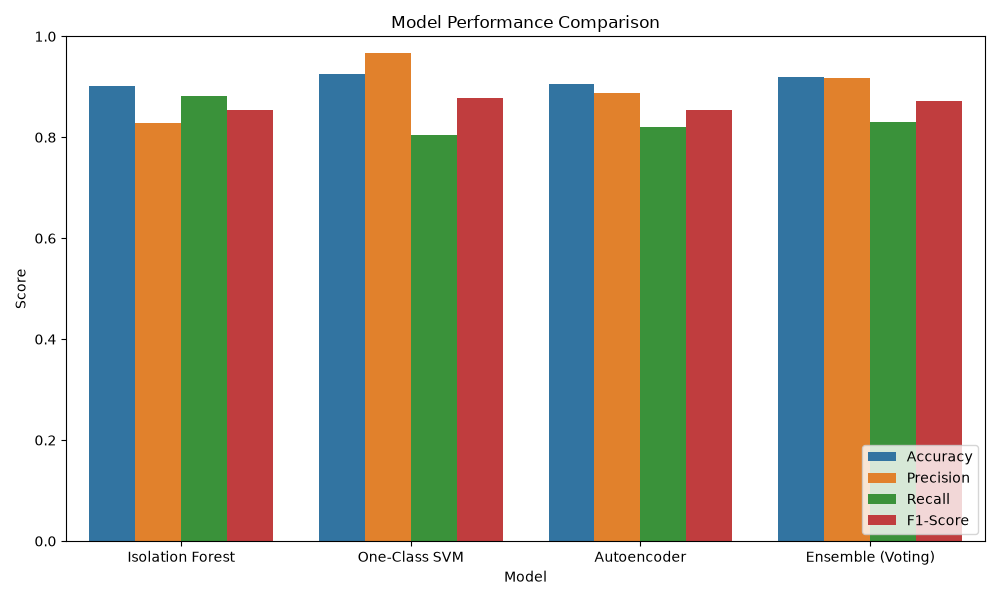 Model Performance Comparison
1.0
0.8
0.6
0.4
0.2
0.0
Score
Accuracy
Precision
Recall
F1-Score
Isolation Forest
One-Class SVM
Autoencoder
Ensemble (Voting)
Model